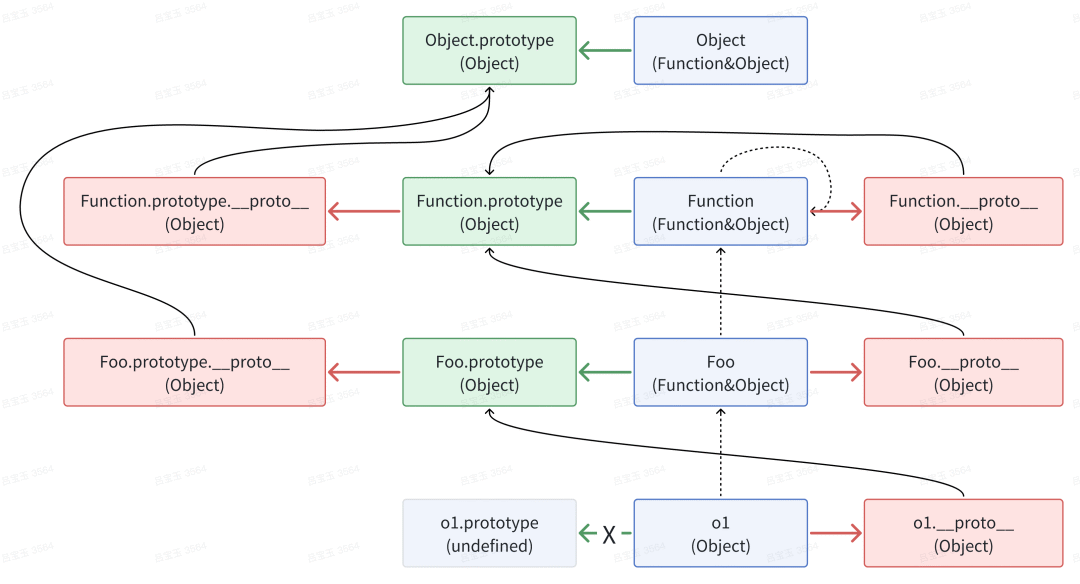 Object.prototype
(Object)
Object
(Function&Object)
Function.prototype.__proto__
(Object)
Function.prototype
(Object)
Function
(Function&Object)
Function.__proto__
(Object)
Foo.prototype.__proto__
(Object)
Foo.prototype
(Object)
Foo
(Function&Object)
Foo.__proto__
(Object)
o1.prototype
(undefined)
X
o1
(Object)
o1.__proto__
(Object)